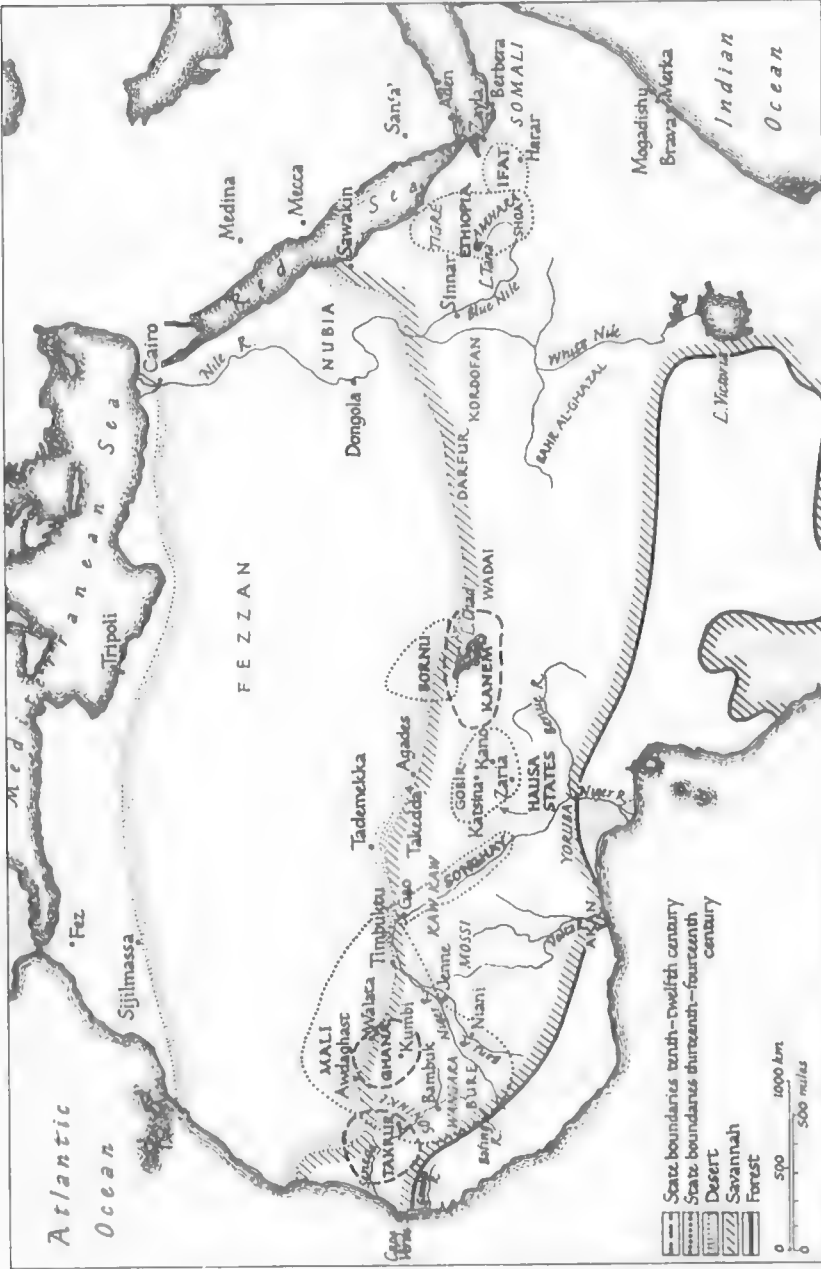 Atlantic
Ocean
Mediterranean Sea
Fez
Sijilmassa
Tripoli
Cairo
Nile R.
Red Sea
Medina
Mecca
Sawakin
San'a'
Aden
Zayla
Berbera
SOMALI
Harar
IFAT
TIGRE
ETHIOPIA
AMHARA
SHOA
L. Tana
Sinnar
Blue Nile
White Nile
NUBIA
Dongola
FEZZAN
DARFUR
KORDOFAN
BAHR AL-GHAZAL
WADAI
L. Chad
BORNU
KANEM
Tademekka
Agades
Takedda
GOBIR
Katsina
Kano
Zaria
HAUSA
STATES
Benue R.
Niger R.
YORUBA
SONGHAY
Gao
KAW KAW
Timbuktu
MOSSI
Volta
AKAN
Jenne
Niger
Niani
MALI
Awdaghast
Walata
GHANA
Kumbi
Bambuk
WANGARA
BURE
TAKRUR
Cape
Verde
L. Victoria
Mogadishu
Brava
Merka
Indian
Ocean
State boundaries tenth–twelfth century
State boundaries thirteenth–fourteenth
century
Desert
Savannah
Forest
0 500 1000 km
0 500 miles